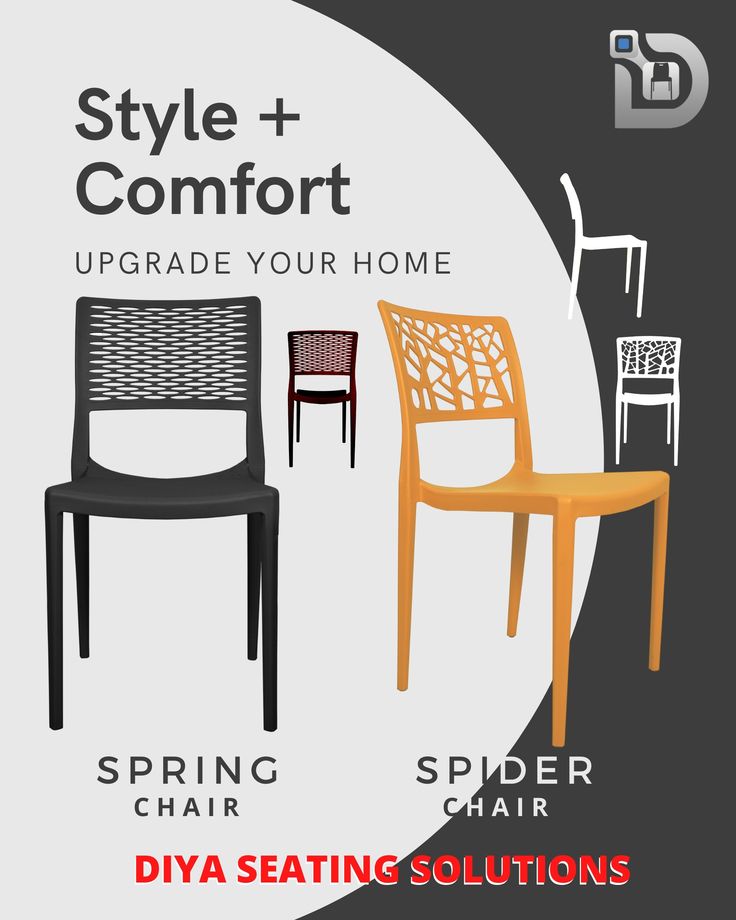 Style +
Comfort
UPGRADE YOUR HOME
SPRING
CHAIR
SPIDER
CHAIR
DIYA SEATING SOLUTIONS